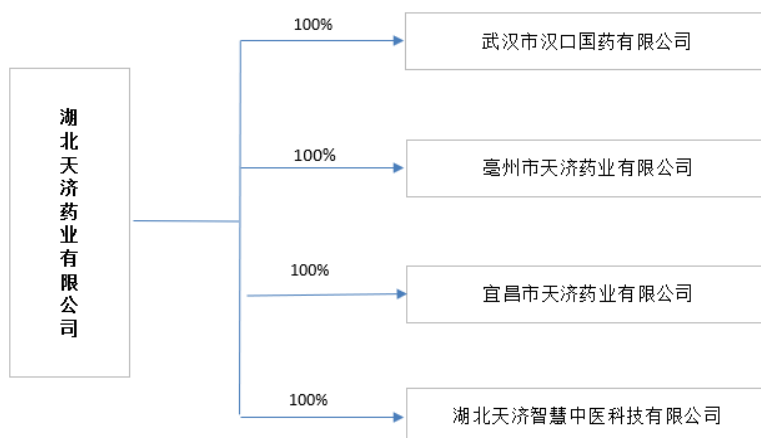 湖北天济药业有限公司
100%
武汉市汉口国药有限公司
100%
亳州市天济药业有限公司
100%
宜昌市天济药业有限公司
100%
湖北天济智慧中医科技有限公司